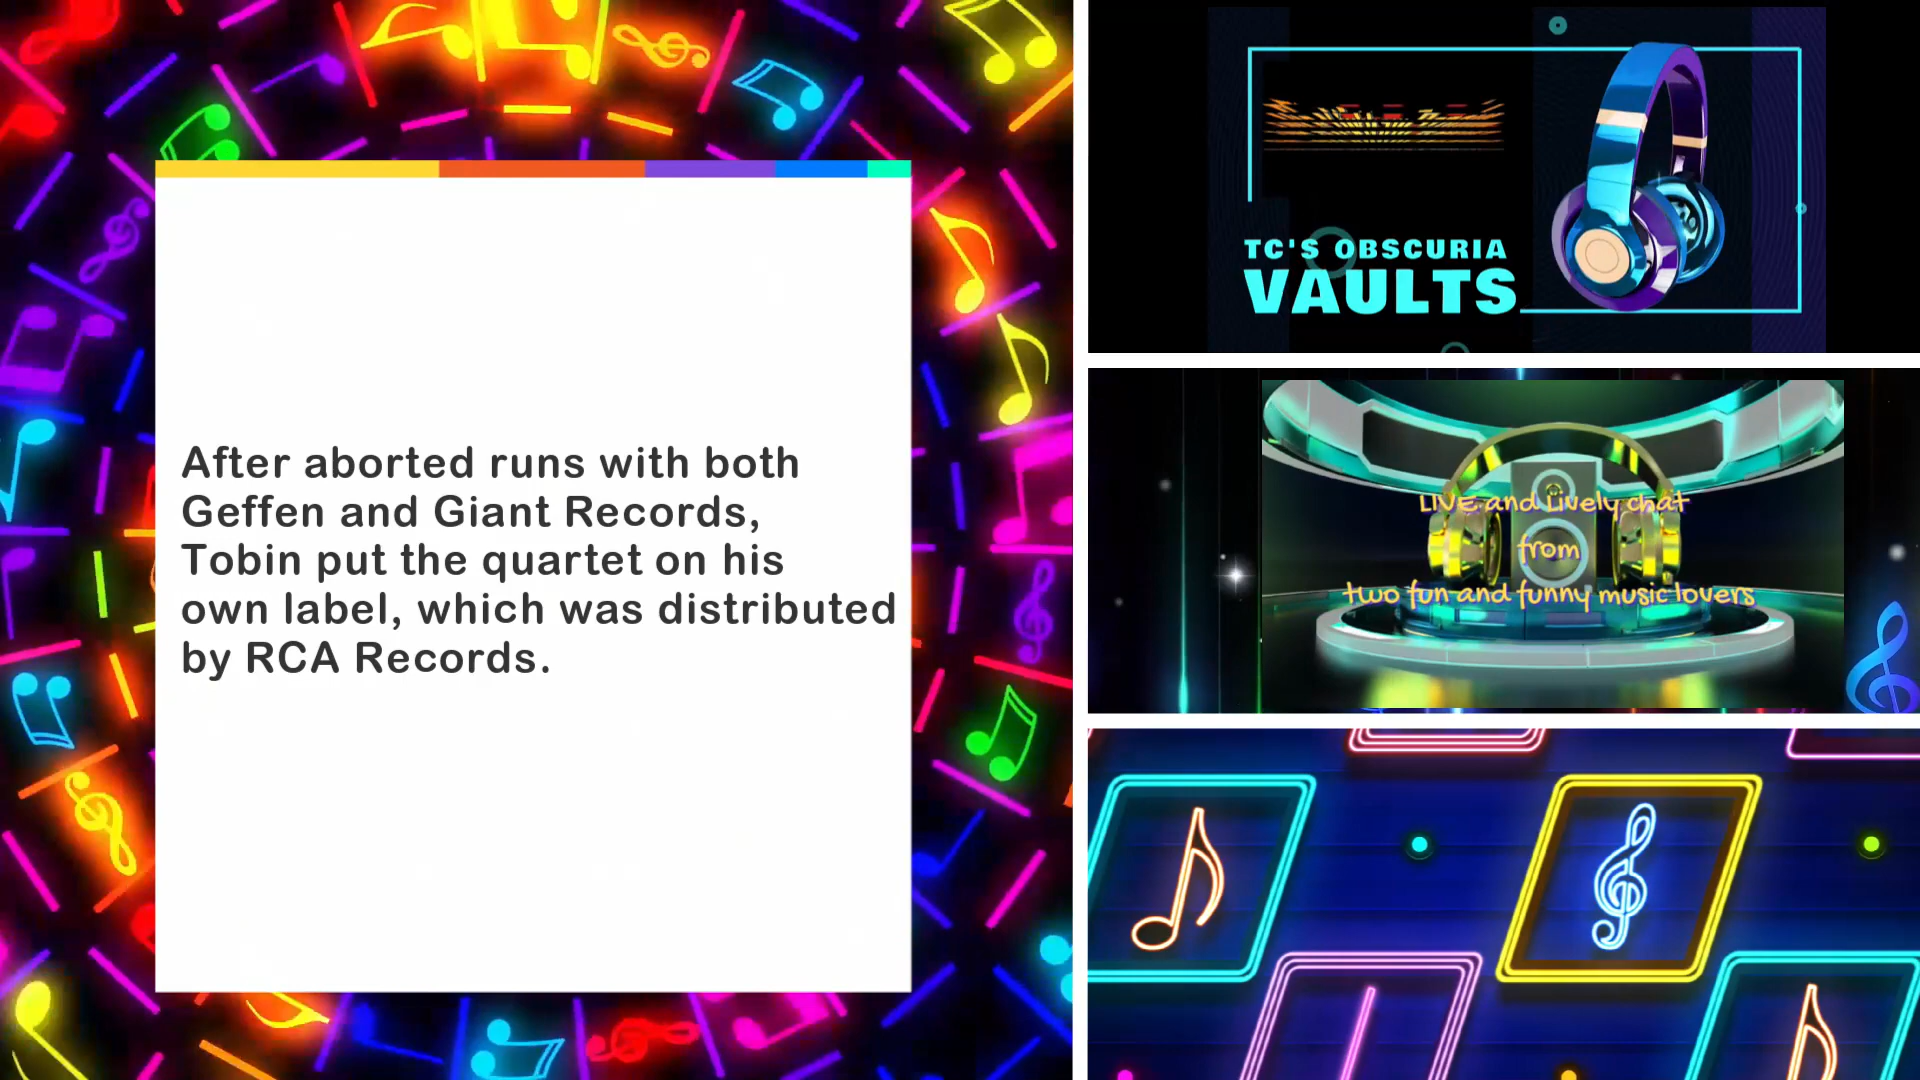 After aborted runs with both
Geffen and Giant Records,
Tobin put the quartet on his
own label, which was distributed
by RCA Records.
TC'S OBSCURIA
VAULTS
LIVE and Lively chat
from
two fun and funny music lovers